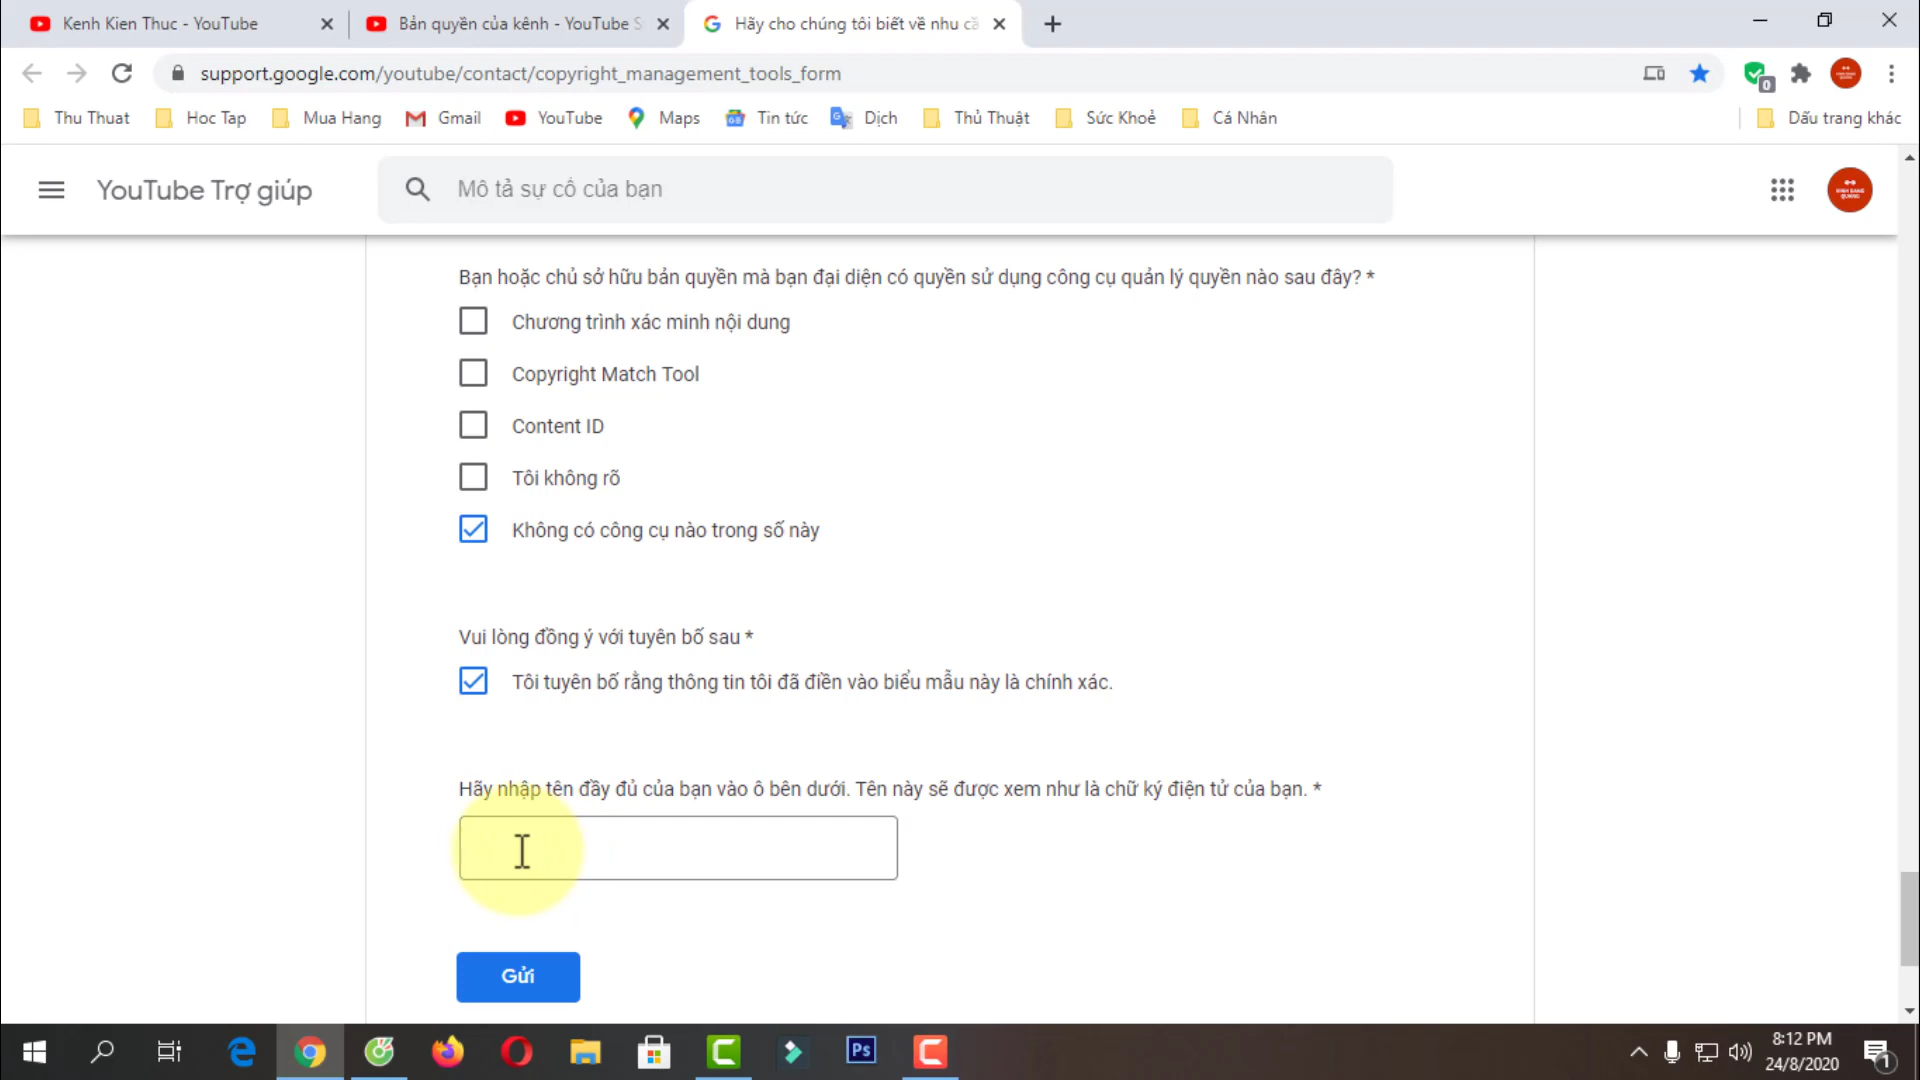 Kenh Kien Thuc - YouTube
Bản quyền của kênh - YouTube S
Hãy cho chúng tôi biết về nhu cầ
support.google.com/youtube/contact/copyright_management_tools_form
0
Thu Thuat
Hoc Tap
Mua Hang
Gmail
YouTube
Maps
Tin tức
Dịch
Thủ Thuật
Sức Khoẻ
Cá Nhân
Dấu trang khác
YouTube Trợ giúp
Mô tả sự cố của bạn
Bạn hoặc chủ sở hữu bản quyền mà bạn đại diện có quyền sử dụng công cụ quản lý quyền nào sau đây? *
Chương trình xác minh nội dung
Copyright Match Tool
Content ID
Tôi không rõ
Không có công cụ nào trong số này
Vui lòng đồng ý với tuyên bố sau *
Tôi tuyên bố rằng thông tin tôi đã điền vào biểu mẫu này là chính xác.
Hãy nhập tên đầy đủ của bạn vào ô bên dưới. Tên này sẽ được xem như là chữ ký điện tử của bạn. *
Gửi
Ps
8:12 PM
24/8/2020
1